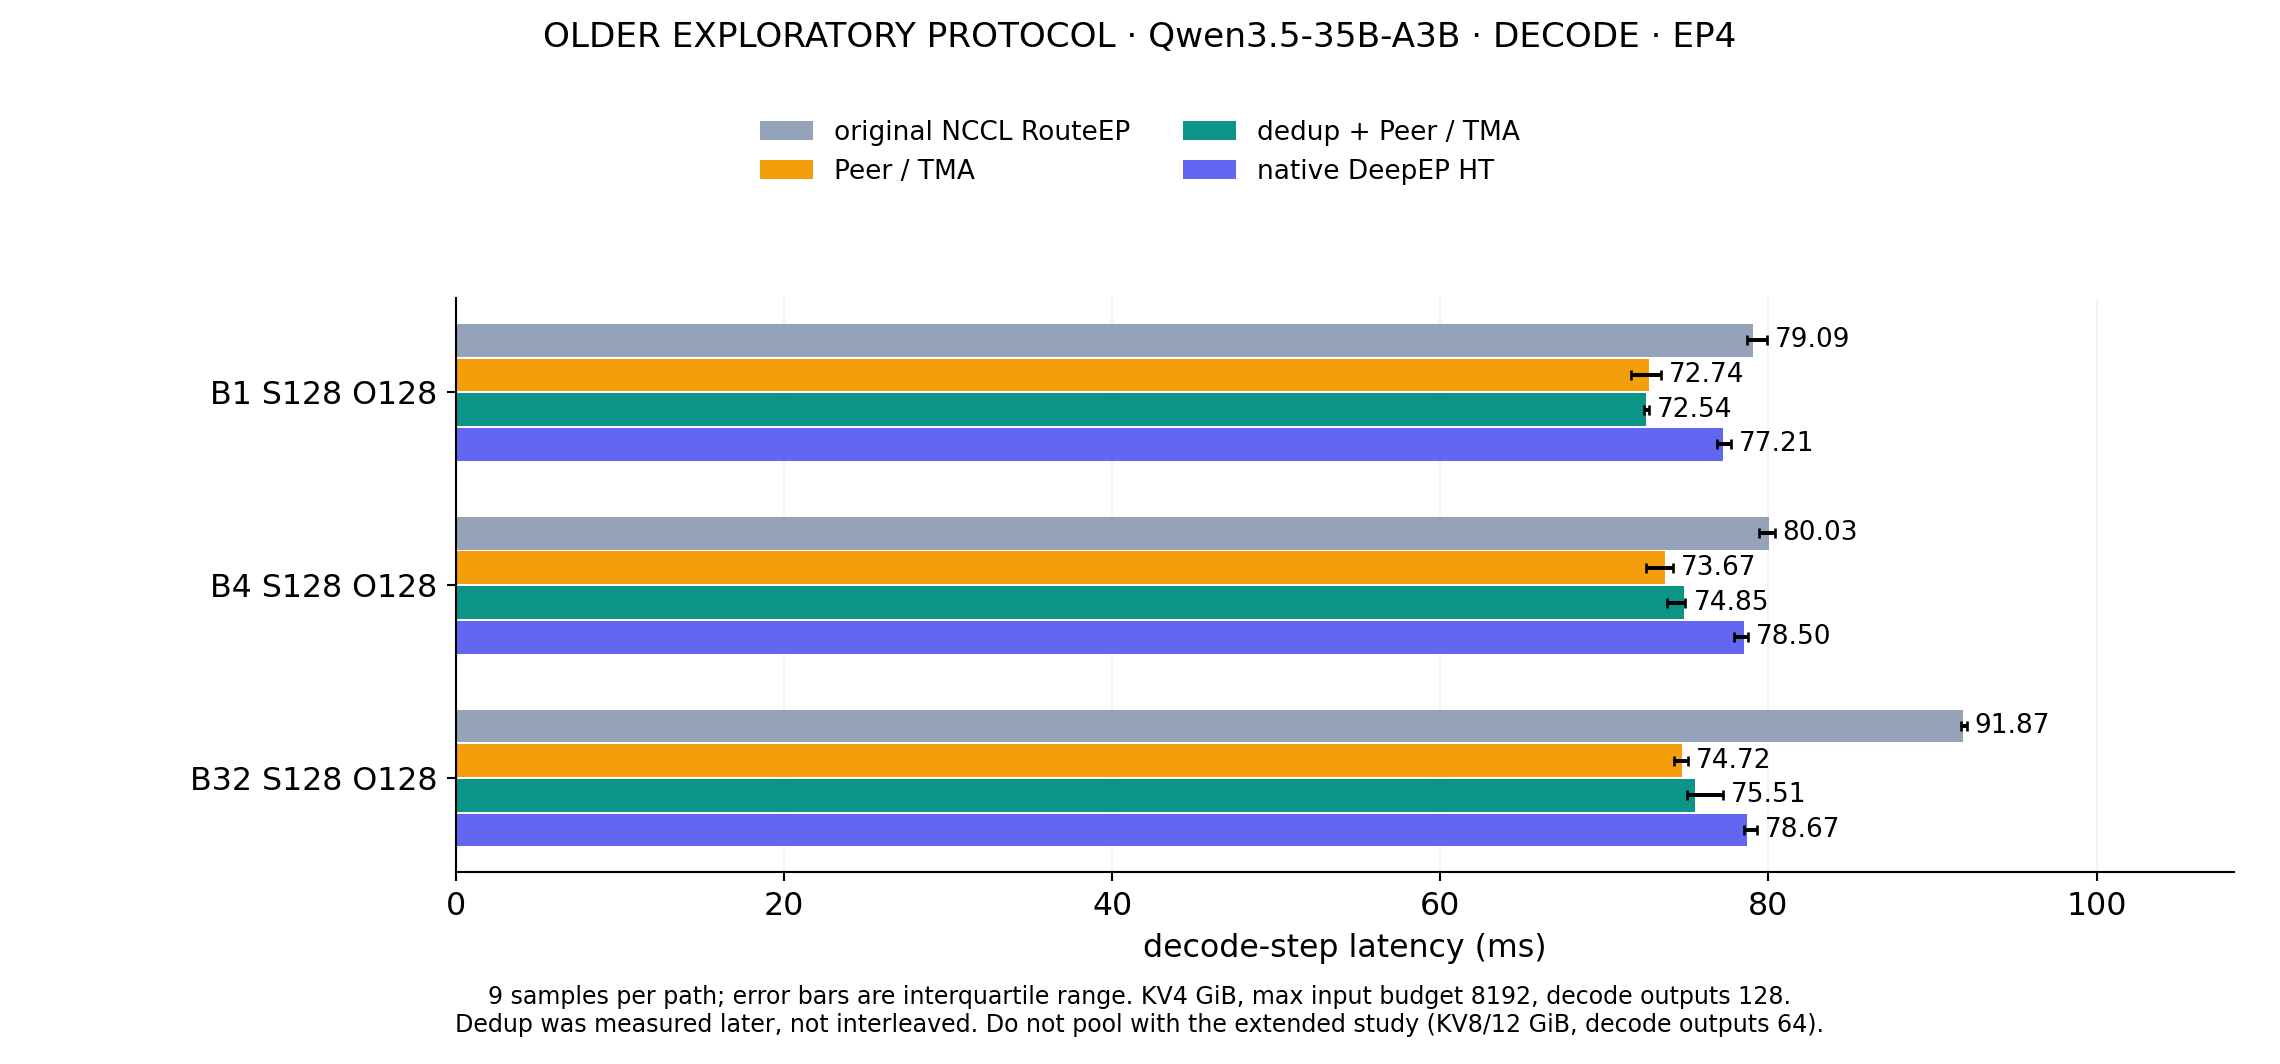 OLDER EXPLORATORY PROTOCOL · Qwen3.5-35B-A3B · DECODE · EP4
original NCCL RouteEP
Peer / TMA
dedup + Peer / TMA
native DeepEP HT
B1 S128 O128
79.09
72.74
72.54
77.21
B4 S128 O128
80.03
73.67
74.85
78.50
B32 S128 O128
91.87
74.72
75.51
78.67
0 20 40 60 80 100
decode-step latency (ms)
9 samples per path; error bars are interquartile range. KV4 GiB, max input budget 8192, decode outputs 128.
Dedup was measured later, not interleaved. Do not pool with the extended study (KV8/12 GiB, decode outputs 64).